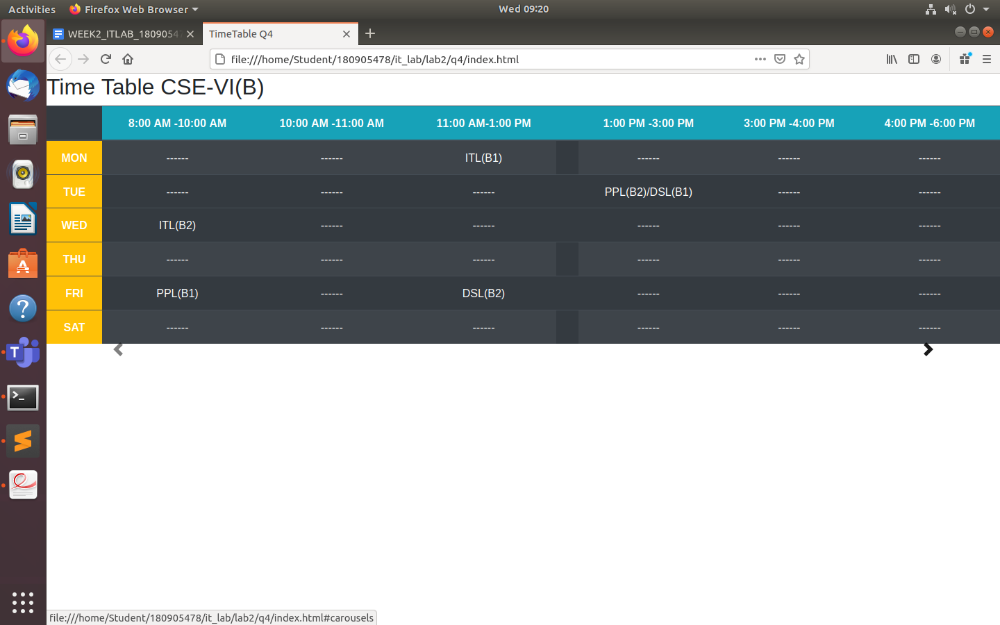 Activities Firefox Web Browser Wed 09:20
WEEK2_ITLAB_18090547 TimeTable Q4
file:///home/Student/180905478/it_lab/lab2/q4/index.html
Time Table CSE-VI(B)
8:00 AM -10:00 AM 10:00 AM -11:00 AM 11:00 AM-1:00 PM 1:00 PM -3:00 PM 3:00 PM -4:00 PM 4:00 PM -6:00 PM
MON ------ ------ ITL(B1) ------ ------ ------
TUE ------ ------ ------ PPL(B2)/DSL(B1) ------ ------
WED ITL(B2) ------ ------ ------ ------ ------
THU ------ ------ ------ ------ ------ ------
FRI PPL(B1) ------ DSL(B2) ------ ------ ------
SAT ------ ------ ------ ------ ------ ------
file:///home/Student/180905478/it_lab/lab2/q4/index.html#carousels